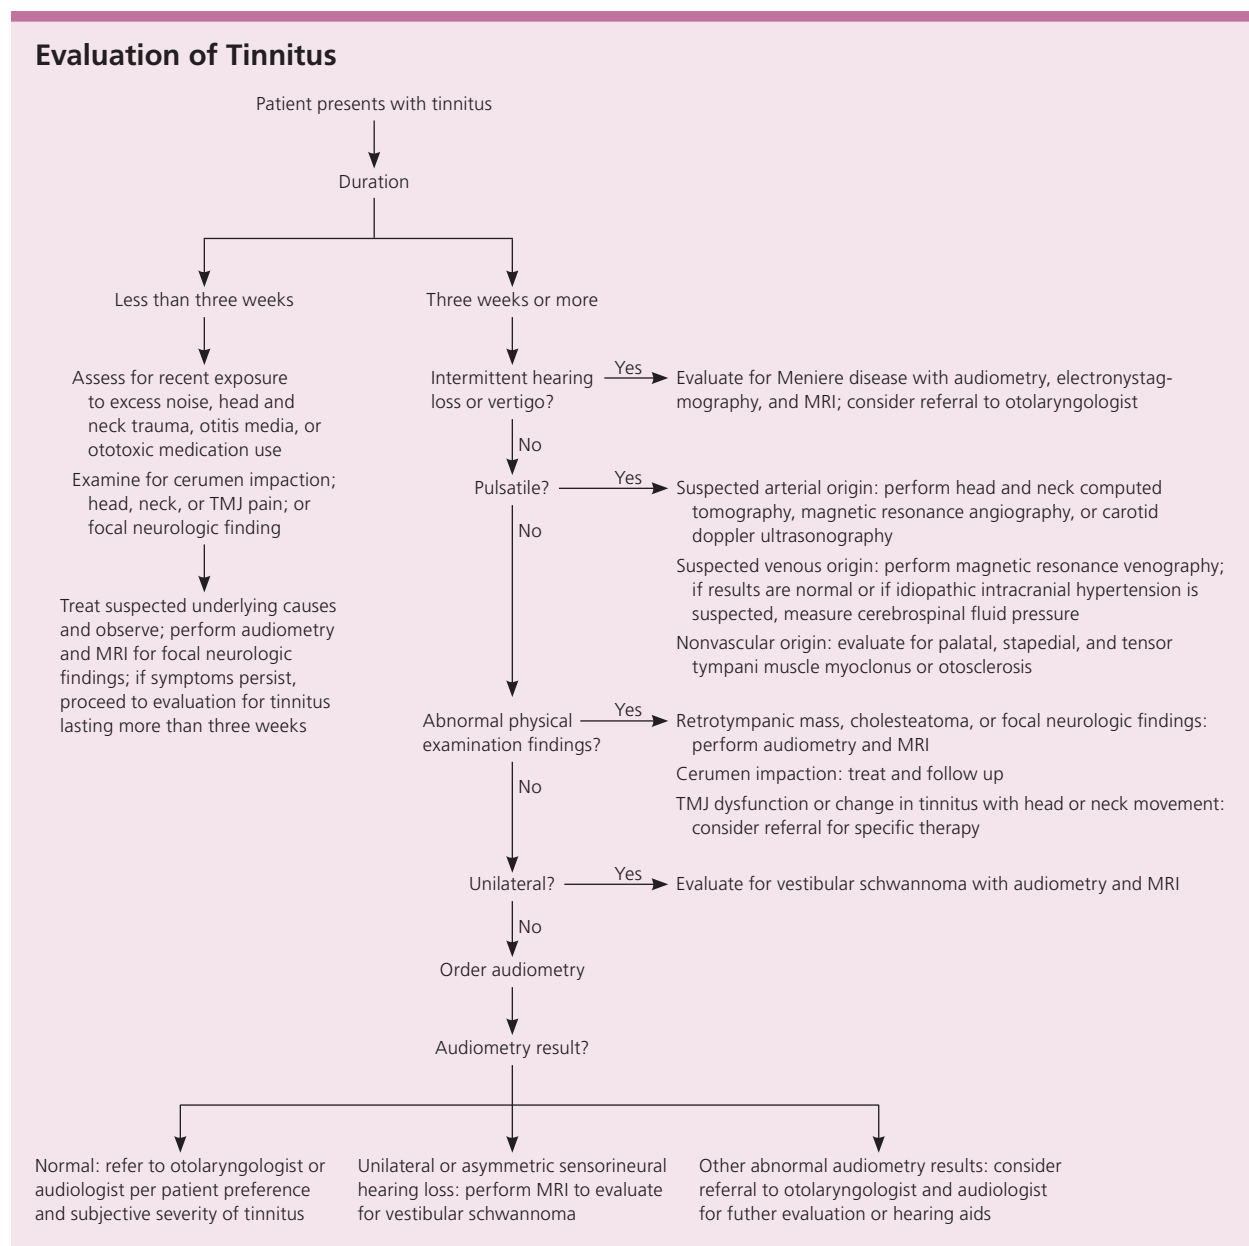 Evaluation of Tinnitus
Patient presents with tinnitus
Duration
Less than three weeks
Three weeks or more
Assess for recent exposure
to excess noise, head and
neck trauma, otitis media, or
ototoxic medication use
Examine for cerumen impaction;
head, neck, or TMJ pain; or
focal neurologic finding
Treat suspected underlying causes
and observe; perform audiometry
and MRI for focal neurologic
findings; if symptoms persist,
proceed to evaluation for tinnitus
lasting more than three weeks
Intermittent hearing
loss or vertigo?
Yes
Evaluate for Meniere disease with audiometry, electronystag-
mography, and MRI; consider referral to otolaryngologist
No
Pulsatile?
Yes
Suspected arterial origin: perform head and neck computed
tomography, magnetic resonance angiography, or carotid
doppler ultrasonography
Suspected venous origin: perform magnetic resonance venography;
if results are normal or if idiopathic intracranial hypertension is
suspected, measure cerebrospinal fluid pressure
Nonvascular origin: evaluate for palatal, stapedial, and tensor
tympani muscle myoclonus or otosclerosis
No
Abnormal physical
examination findings?
Yes
Retrotympanic mass, cholesteatoma, or focal neurologic findings:
perform audiometry and MRI
Cerumen impaction: treat and follow up
TMJ dysfunction or change in tinnitus with head or neck movement:
consider referral for specific therapy
No
Unilateral?
Yes
Evaluate for vestibular schwannoma with audiometry and MRI
No
Order audiometry
Audiometry result?
Normal: refer to otolaryngologist or
audiologist per patient preference
and subjective severity of tinnitus
Unilateral or asymmetric sensorineural
hearing loss: perform MRI to evaluate
for vestibular schwannoma
Other abnormal audiometry results: consider
referral to otolaryngologist and audiologist
for futher evaluation or hearing aids